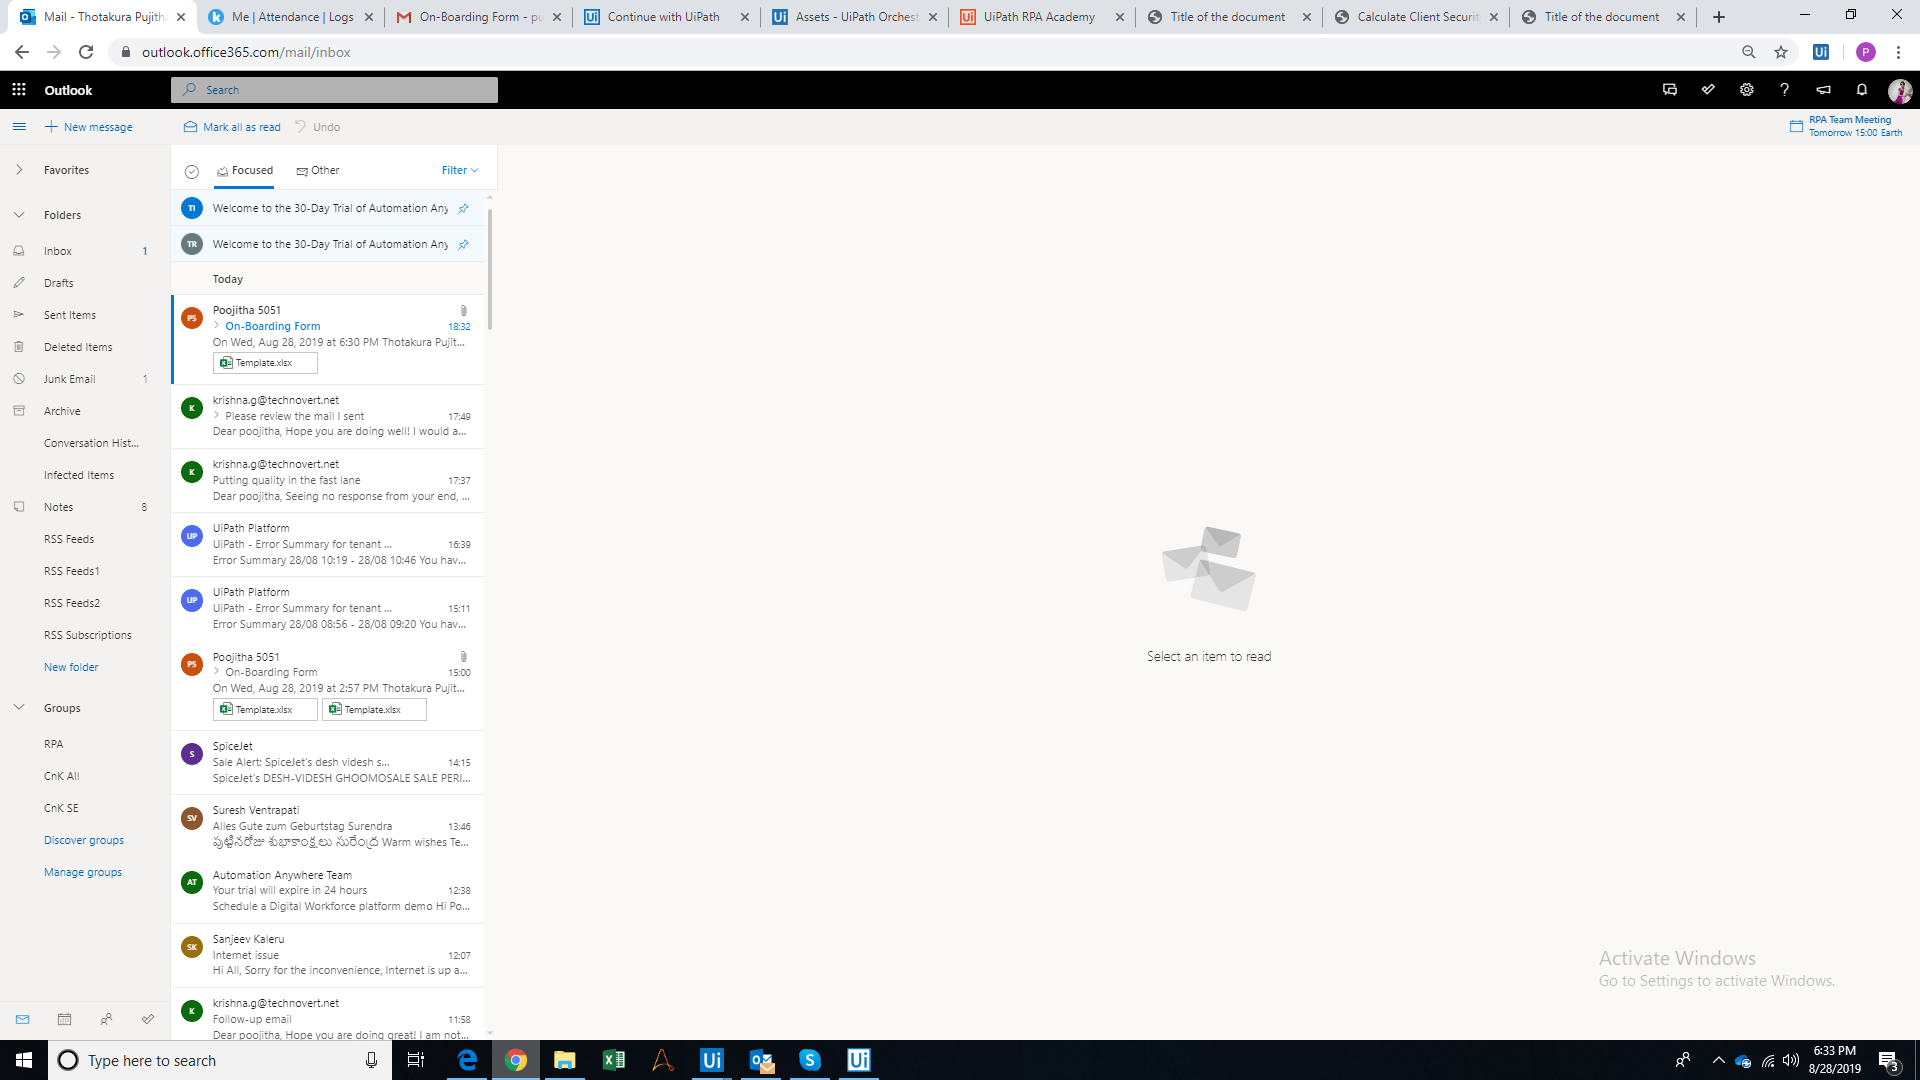 Mail - Thotakura Pujith
Me | Attendance | Logs
On-Boarding Form - pu
Continue with UiPath
Assets - UiPath Orchest
UiPath RPA Academy
Title of the document
Calculate Client Securit
Title of the document
outlook.office365.com/mail/inbox
Ui
P
Outlook
Search
New message
Mark all as read
Undo
RPA Team Meeting
Tomorrow 15:00 Earth
Favorites
Folders
Inbox 1
Drafts
Sent Items
Deleted Items
Junk Email 1
Archive
Conversation Hist...
Infected Items
Notes 8
RSS Feeds
RSS Feeds1
RSS Feeds2
RSS Subscriptions
New folder
Groups
RPA
CnK All
CnK SE
Discover groups
Manage groups
Focused
Other
Filter
TI
Welcome to the 30-Day Trial of Automation Any
TR
Welcome to the 30-Day Trial of Automation Any
Today
P5
Poojitha 5051
On-Boarding Form 18:32
On Wed, Aug 28, 2019 at 6:30 PM Thotakura Pujit...
Template.xlsx
K
krishna.g@technovert.net
Please review the mail I sent 17:49
Dear poojitha, Hope you are doing well! I would a...
K
krishna.g@technovert.net
Putting quality in the fast lane 17:37
Dear poojitha, Seeing no response from your end, ...
UP
UiPath Platform
UiPath - Error Summary for tenant ... 16:39
Error Summary 28/08 10:19 - 28/08 10:46 You hav...
UP
UiPath Platform
UiPath - Error Summary for tenant ... 15:11
Error Summary 28/08 08:56 - 28/08 09:20 You hav...
P5
Poojitha 5051
On-Boarding Form 15:00
On Wed, Aug 28, 2019 at 2:57 PM Thotakura Pujit...
Template.xlsx Template.xlsx
S
SpiceJet
Sale Alert: SpiceJet's desh videsh s... 14:15
SpiceJet's DESH-VIDESH GHOOMOSALE SALE PERI...
SV
Suresh Ventrapati
Alles Gute zum Geburtstag Surendra 13:46
పుట్టినరోజు శుభాకాంక్షలు సురేంద్ర Warm wishes Te...
AT
Automation Anywhere Team
Your trial will expire in 24 hours 12:38
Schedule a Digital Workforce platform demo Hi Po...
SK
Sanjeev Kaleru
Internet issue 12:07
Hi All, Sorry for the inconvenience, Internet is up a...
K
krishna.g@technovert.net
Follow-up email 11:58
Dear poojitha, Hope you are doing great! I am not...
Select an item to read
Activate Windows
Go to Settings to activate Windows.
Type here to search
Ui
Ui
6:33 PM
8/28/2019
3